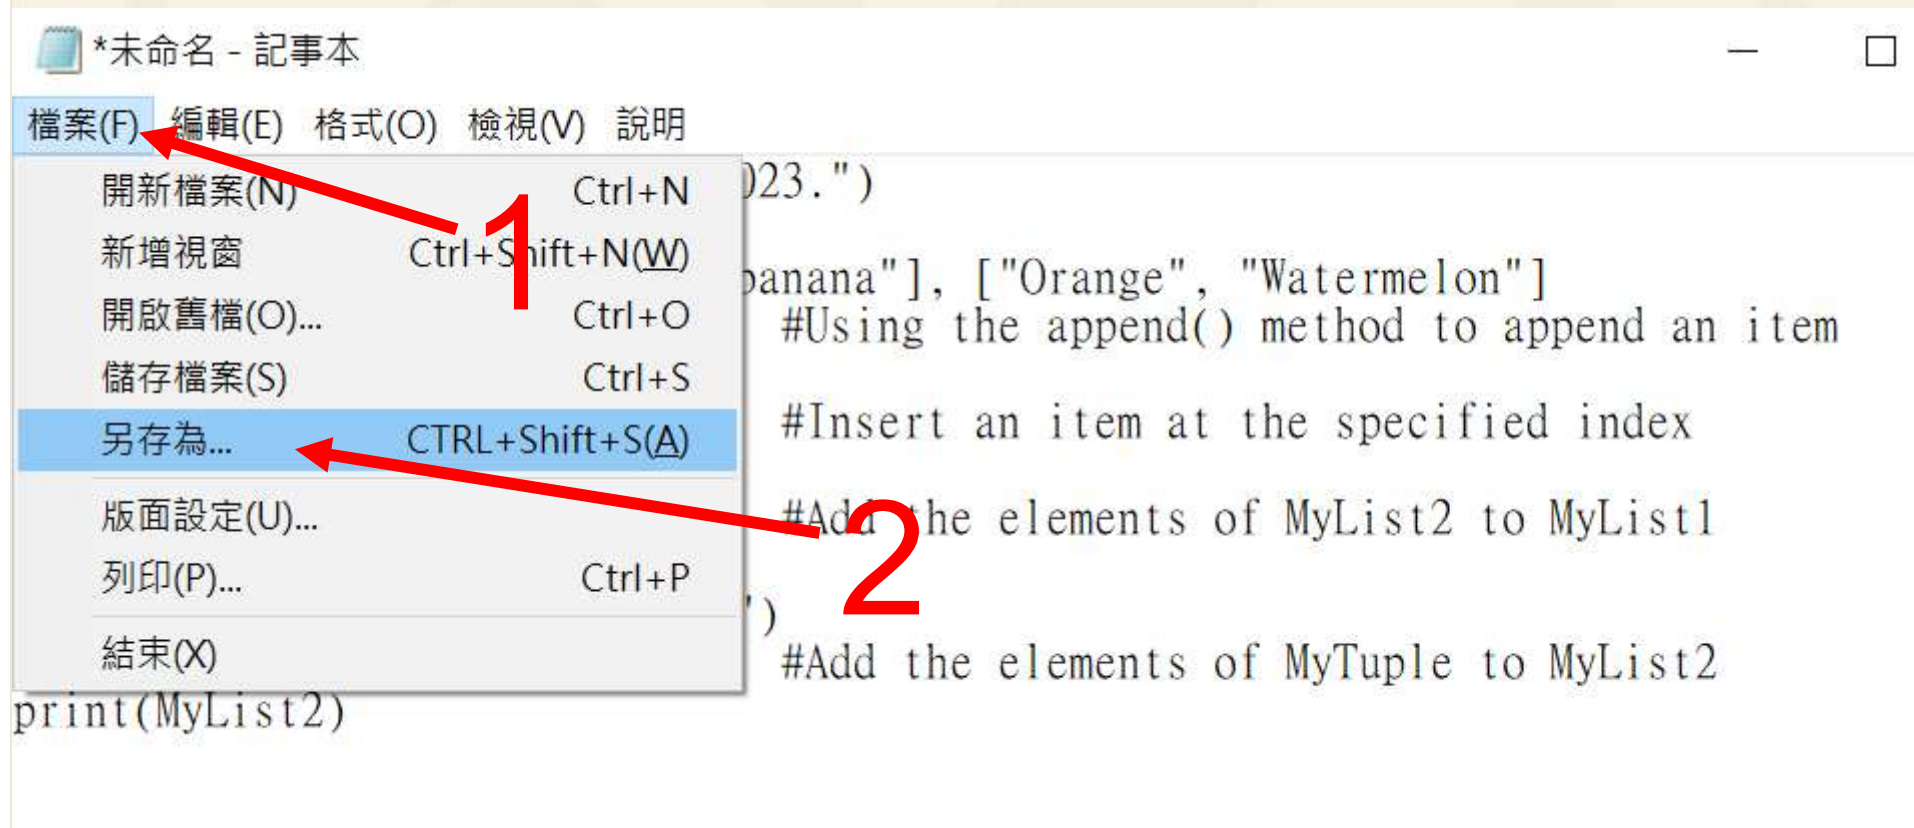 *未命名 - 記事本
檔案(F) 編輯(E) 格式(O) 檢視(V) 說明
開新檔案(N) Ctrl+N
023.")
1
新增視窗 Ctrl+Shift+N(W)
banana"], ["Orange", "Watermelon"]
開啟舊檔(O)... Ctrl+O
#Using the append() method to append an item
儲存檔案(S) Ctrl+S
另存為... CTRL+Shift+S(A)
#Insert an item at the specified index
版面設定(U)...
#Add the elements of MyList2 to MyList1
2
列印(P)... Ctrl+P
")
結束(X)
#Add the elements of MyTuple to MyList2
print(MyList2)